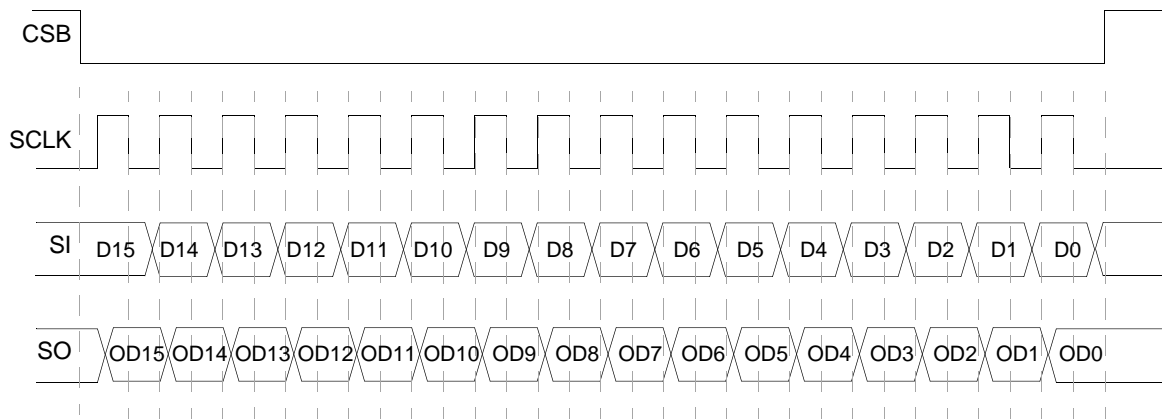 CSB
SCLK
SI D15 D14 D13 D12 D11 D10 D9 D8 D7 D6 D5 D4 D3 D2 D1 D0
SO OD15 OD14 OD13 OD12 OD11 OD10 OD9 OD8 OD7 OD6 OD5 OD4 OD3 OD2 OD1 OD0